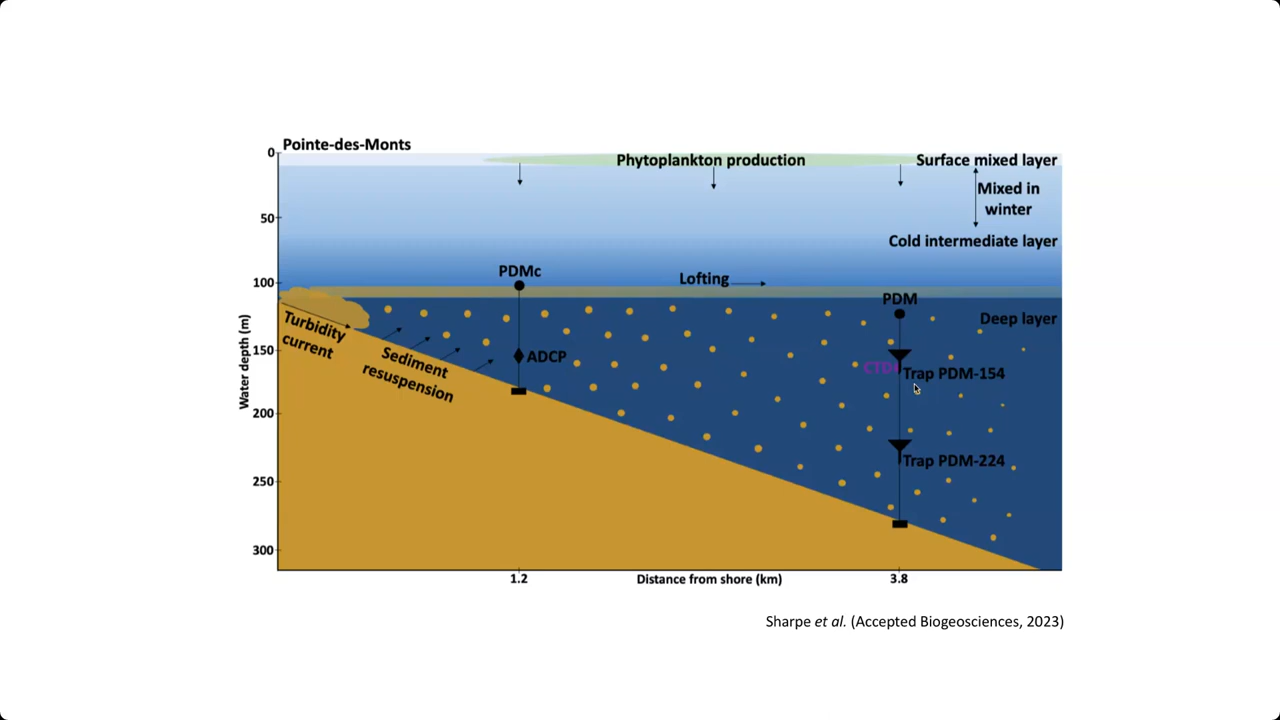 Pointe-des-Monts
0
Phytoplankton production
Surface mixed layer
Mixed in
winter
50
Cold intermediate layer
PDMc
Lofting
100
PDM
Deep layer
Turbidity
current
150
ADCP
Sediment
resuspension
Trap PDM-154
Water depth (m)
200
Trap PDM-224
250
300
1.2
Distance from shore (km)
3.8
Sharpe et al. (Accepted Biogeosciences, 2023)